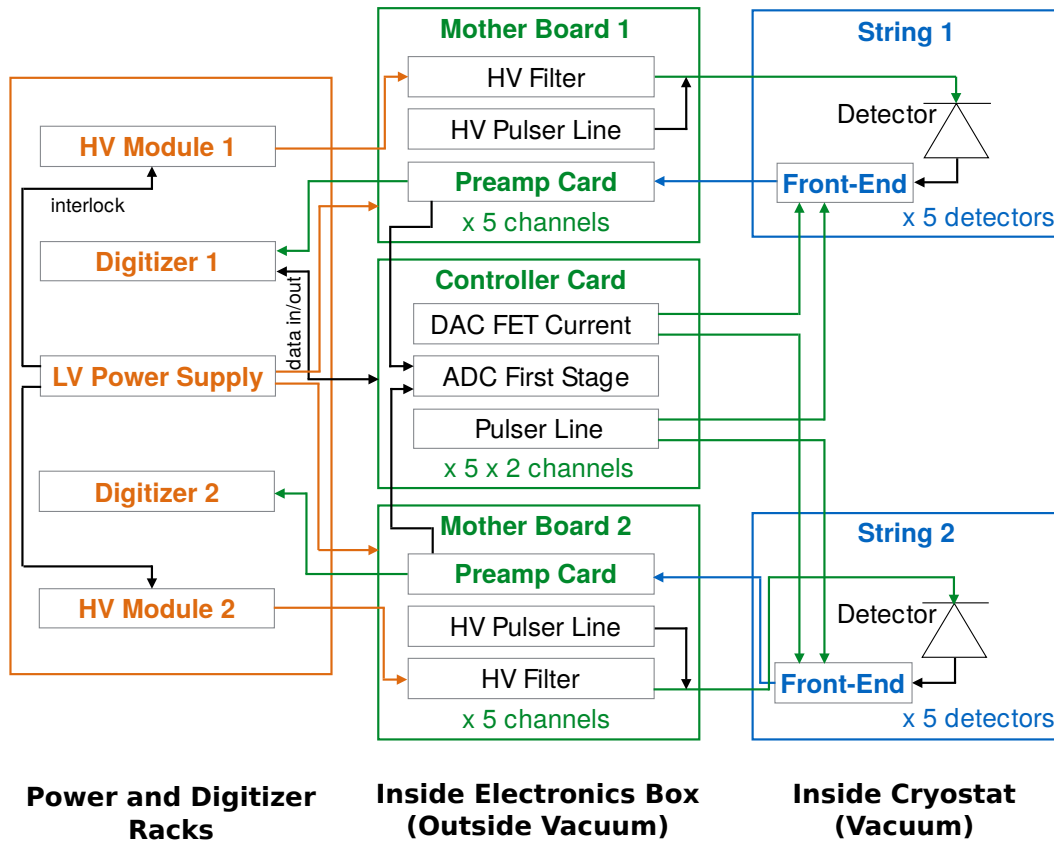 Mother Board 1
HV Filter
HV Pulser Line
Preamp Card
x 5 channels
String 1
Detector
Front-End
x 5 detectors
HV Module 1
interlock
Digitizer 1
data in/out
LV Power Supply
Digitizer 2
HV Module 2
Controller Card
DAC FET Current
ADC First Stage
Pulser Line
x 5 x 2 channels
Mother Board 2
Preamp Card
HV Pulser Line
HV Filter
x 5 channels
String 2
Detector
Front-End
x 5 detectors
Power and Digitizer
Racks
Inside Electronics Box
(Outside Vacuum)
Inside Cryostat
(Vacuum)